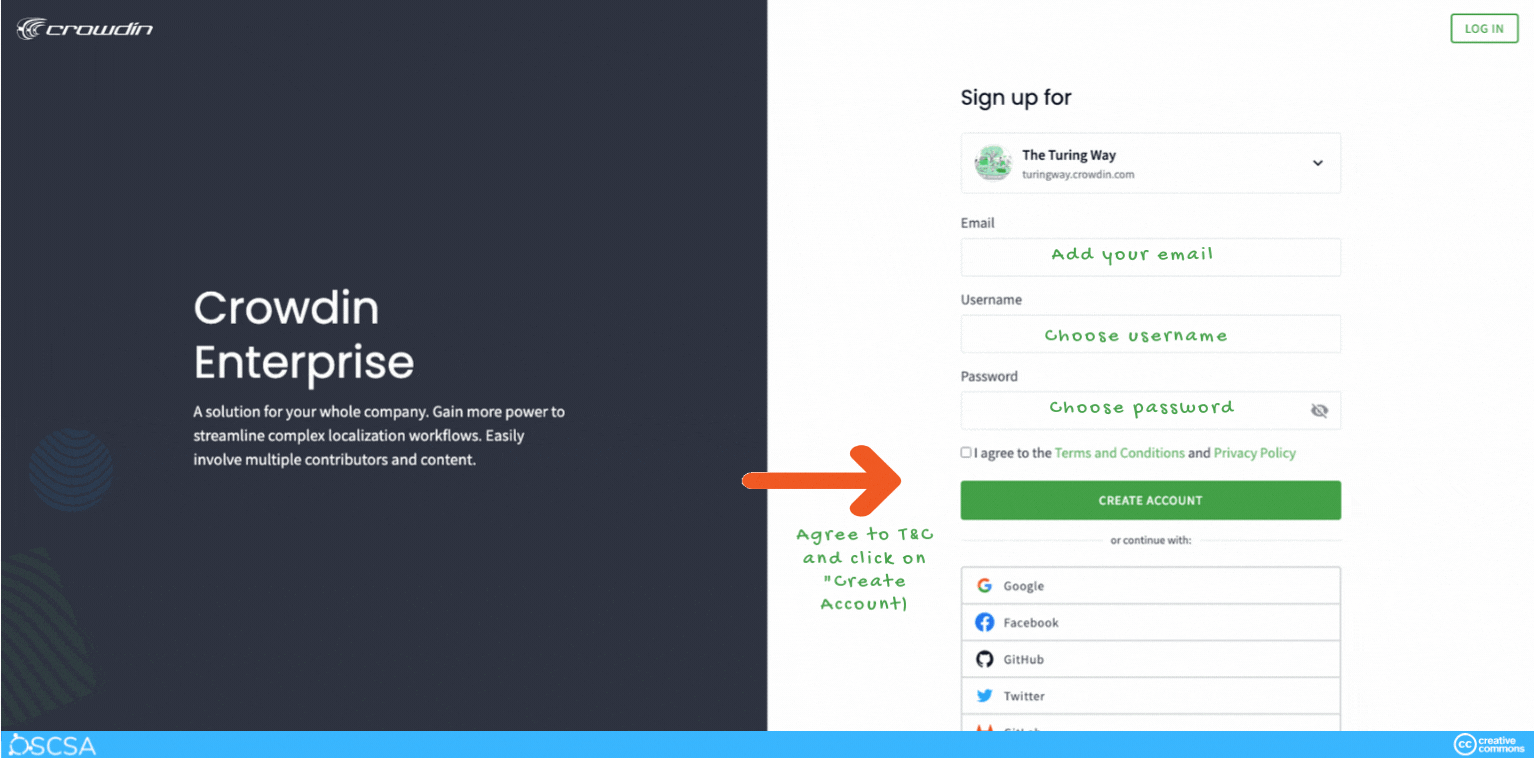 crowdin
LOG IN
Sign up for
The Turing Way
turingway.crowdin.com
Email
Add your email
Username
Choose username
Password
Choose password
I agree to the Terms and Conditions and Privacy Policy
CREATE ACCOUNT
or continue with:
Google
Facebook
GitHub
Twitter
Crowdin
Enterprise
A solution for your whole company. Gain more power to
streamline complex localization workflows. Easily
involve multiple contributors and content.
Agree to T&C
and click on
"Create
Account)
OSCSA
cc creative
commons